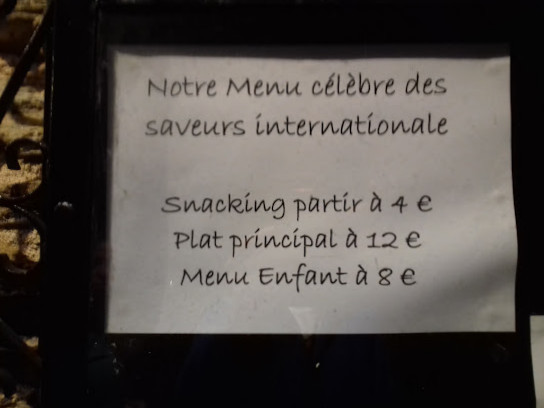 Notre Menu célèbre des
saveurs internationale
Snacking partir à 4 €
Plat principal à 12 €
Menu Enfant à 8 €